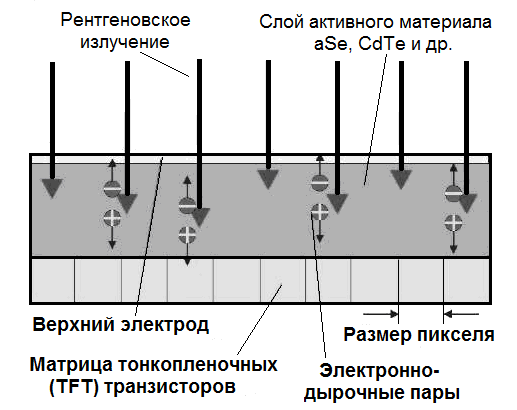 Рентгеновское
излучение
Слой активного материала
aSe, CdTe и др.
Верхний электрод
Размер пикселя
Матрица тонкопленочных
(TFT) транзисторов
Электронно-
дырочные пары